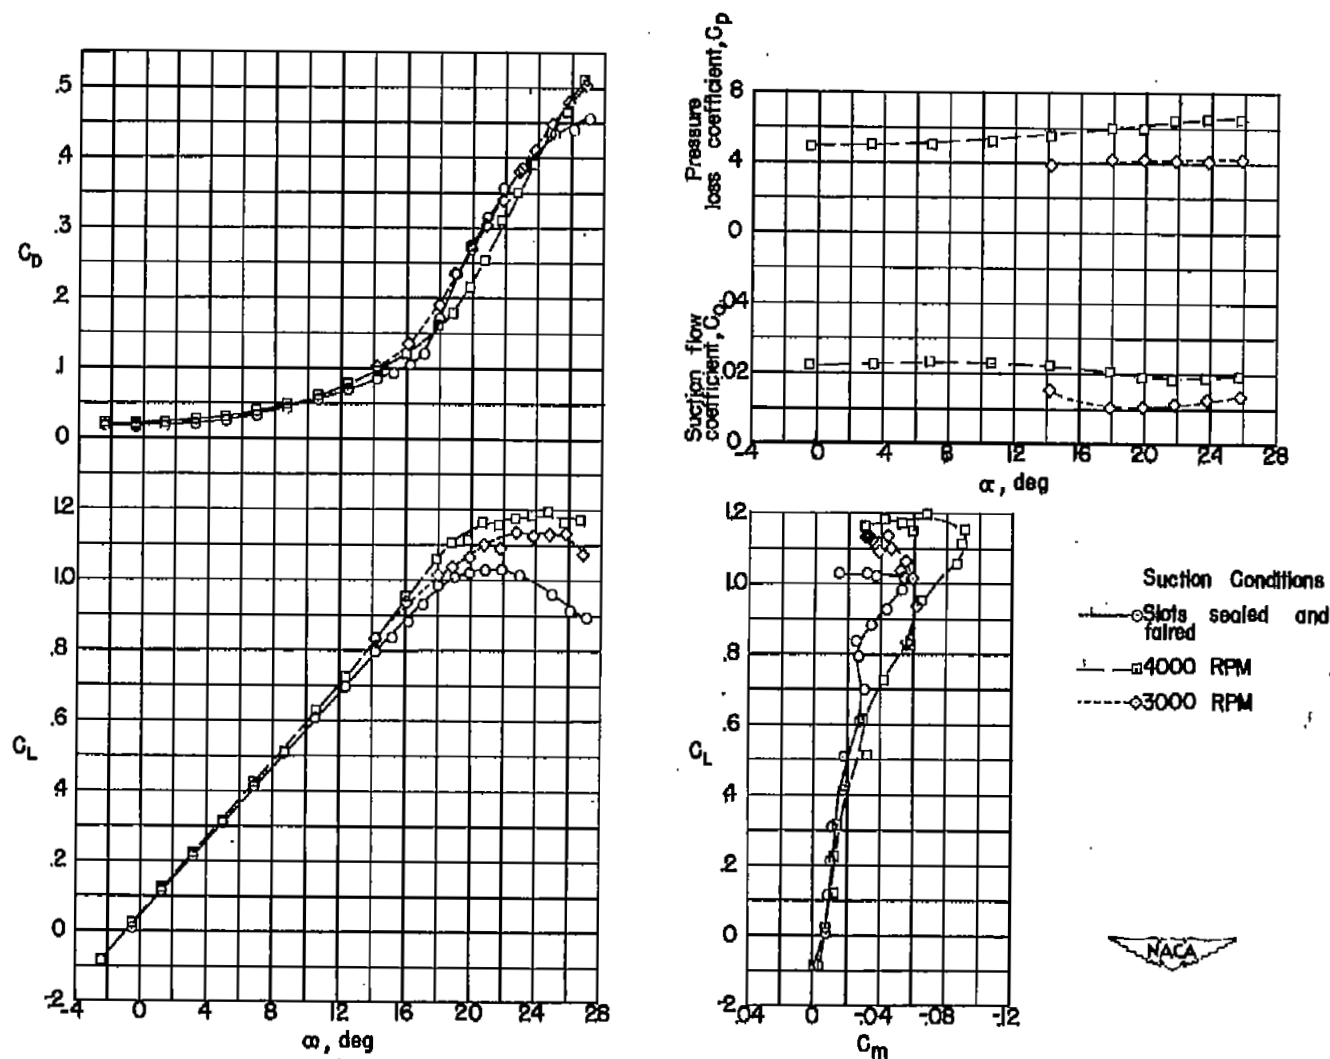 .5
.4
.3
C_D
.2
.1
0
1.2
1.0
.8
.6
C_L
.4
.2
0
-.2
-.4 0 4 8 12 16 20 24 28
α, deg
Pressure
loss coefficient, C_p
8
4
0
Suction flow
coefficient, C_Q
.04
.02
0
-4 0 4 8 12 16 20 24 28
α, deg
1.2
1.0
.8
.6
C_L
.4
.2
0
-.2
.04 0 -.04 -.08 -.12
C_m
Suction Conditions
Slots sealed and
faired
4000 RPM
3000 RPM
NACA